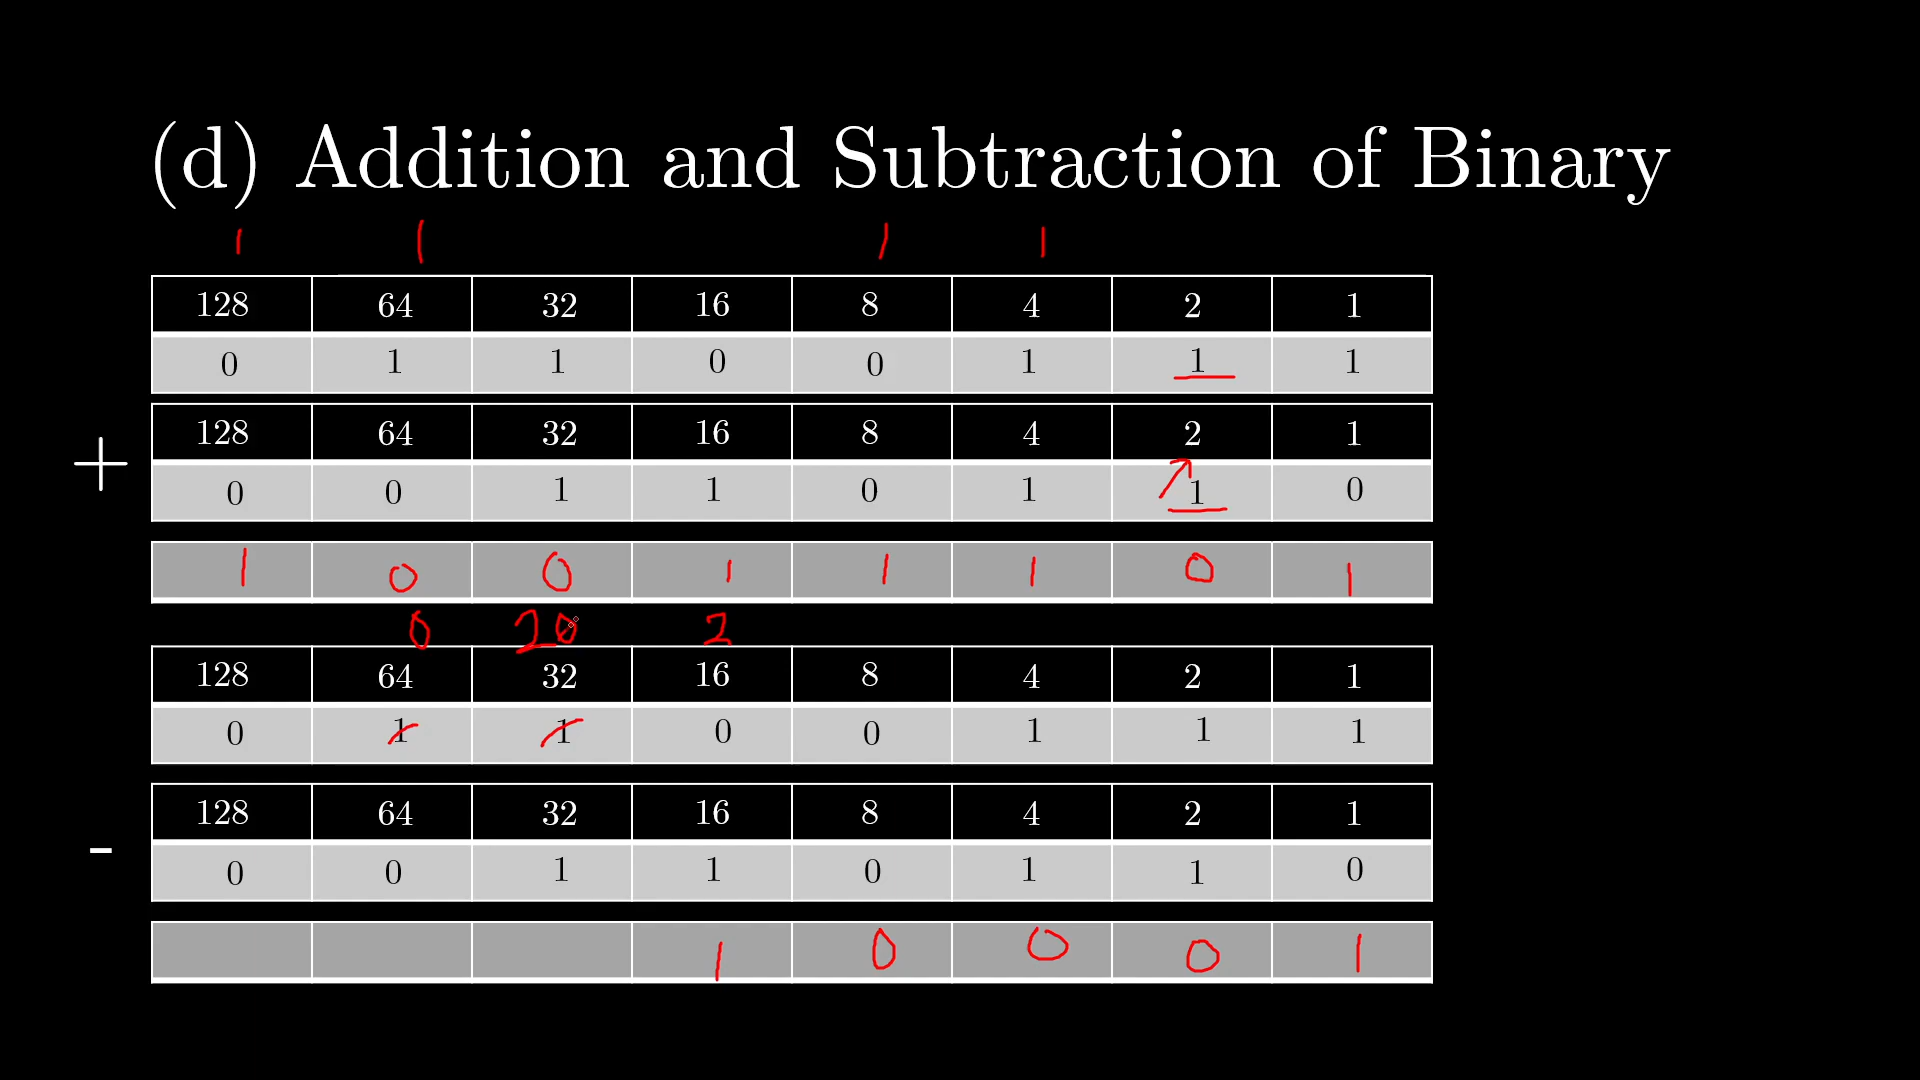 (d) Addition and Subtraction of Binary
1 1 1 1
128 64 32 16 8 4 2 1
0 1 1 0 0 1 1 1
+
128 64 32 16 8 4 2 1
0 0 1 1 0 1 1 0
1 0 0 1 1 1 0 1
0 20 2
128 64 32 16 8 4 2 1
0 1 1 0 0 1 1 1
-
128 64 32 16 8 4 2 1
0 0 1 1 0 1 1 0
1 0 0 0 1